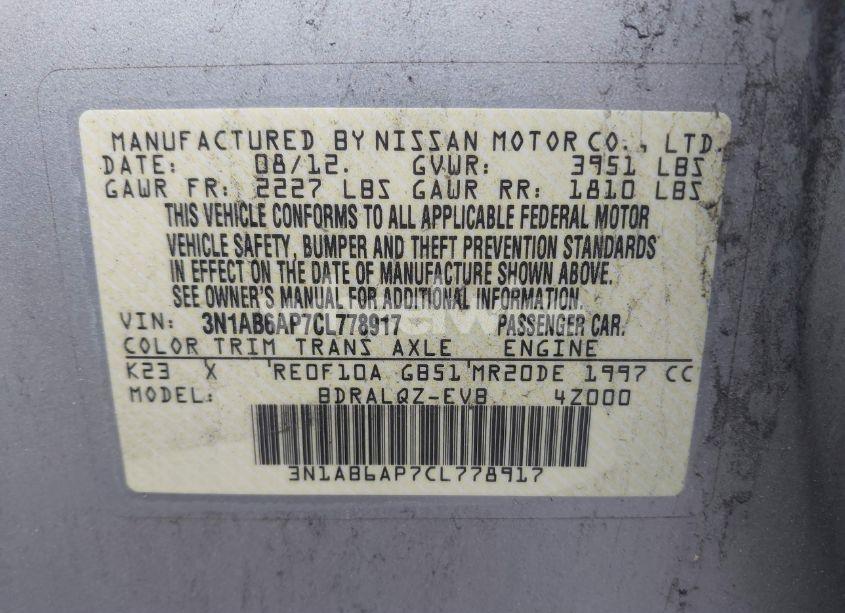 MANUFACTURED BY NISSAN MOTOR CO., LTD.
DATE: 08/12. GVWR: 3951 LBS
GAWR FR: 2227 LBS GAWR RR: 1810 LBS
THIS VEHICLE CONFORMS TO ALL APPLICABLE FEDERAL MOTOR
VEHICLE SAFETY, BUMPER AND THEFT PREVENTION STANDARDS
IN EFFECT ON THE DATE OF MANUFACTURE SHOWN ABOVE.
SEE OWNER'S MANUAL FOR ADDITIONAL INFORMATION.
VIN: 3N1AB6AP7CL778917 PASSENGER CAR.
COLOR TRIM TRANS AXLE ENGINE
K23 X RE0F10A GB51 MR20DE 1997 CC
MODEL: BDRALQZ-EVB 4Z000
3N1AB6AP7CL778917